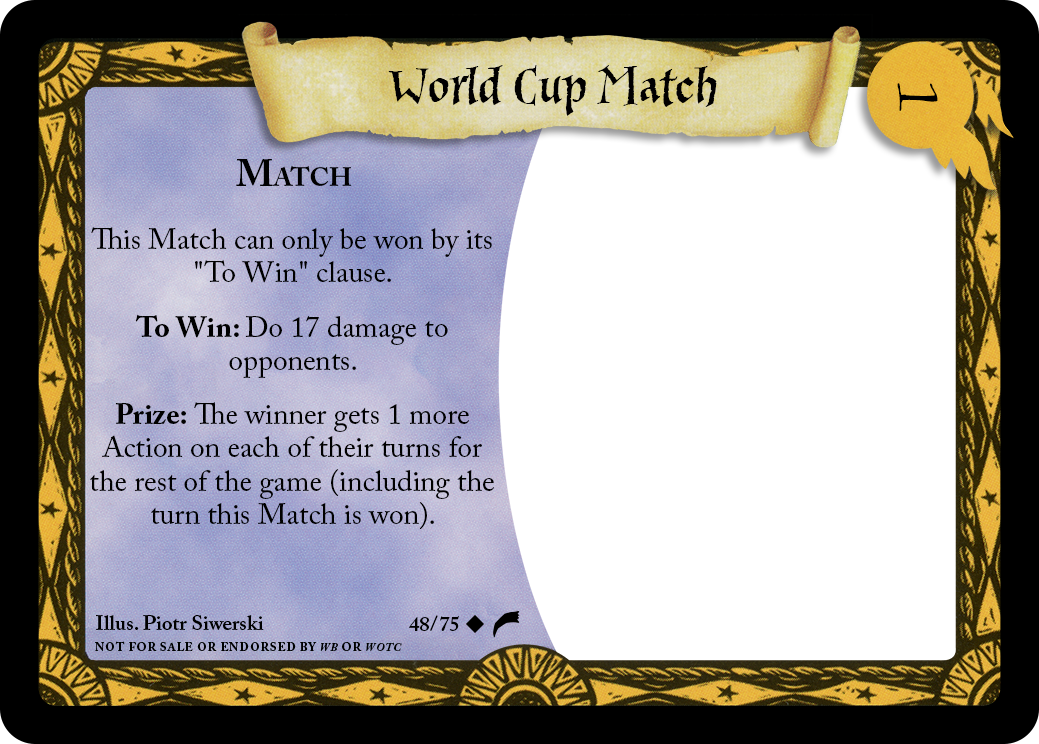 World Cup Match
1
MATCH
This Match can only be won by its
"To Win" clause.
To Win: Do 17 damage to
opponents.
Prize: The winner gets 1 more
Action on each of their turns for
the rest of the game (including the
turn this Match is won).
Illus. Piotr Siwerski
48/75
NOT FOR SALE OR ENDORSED BY WB OR WOTC